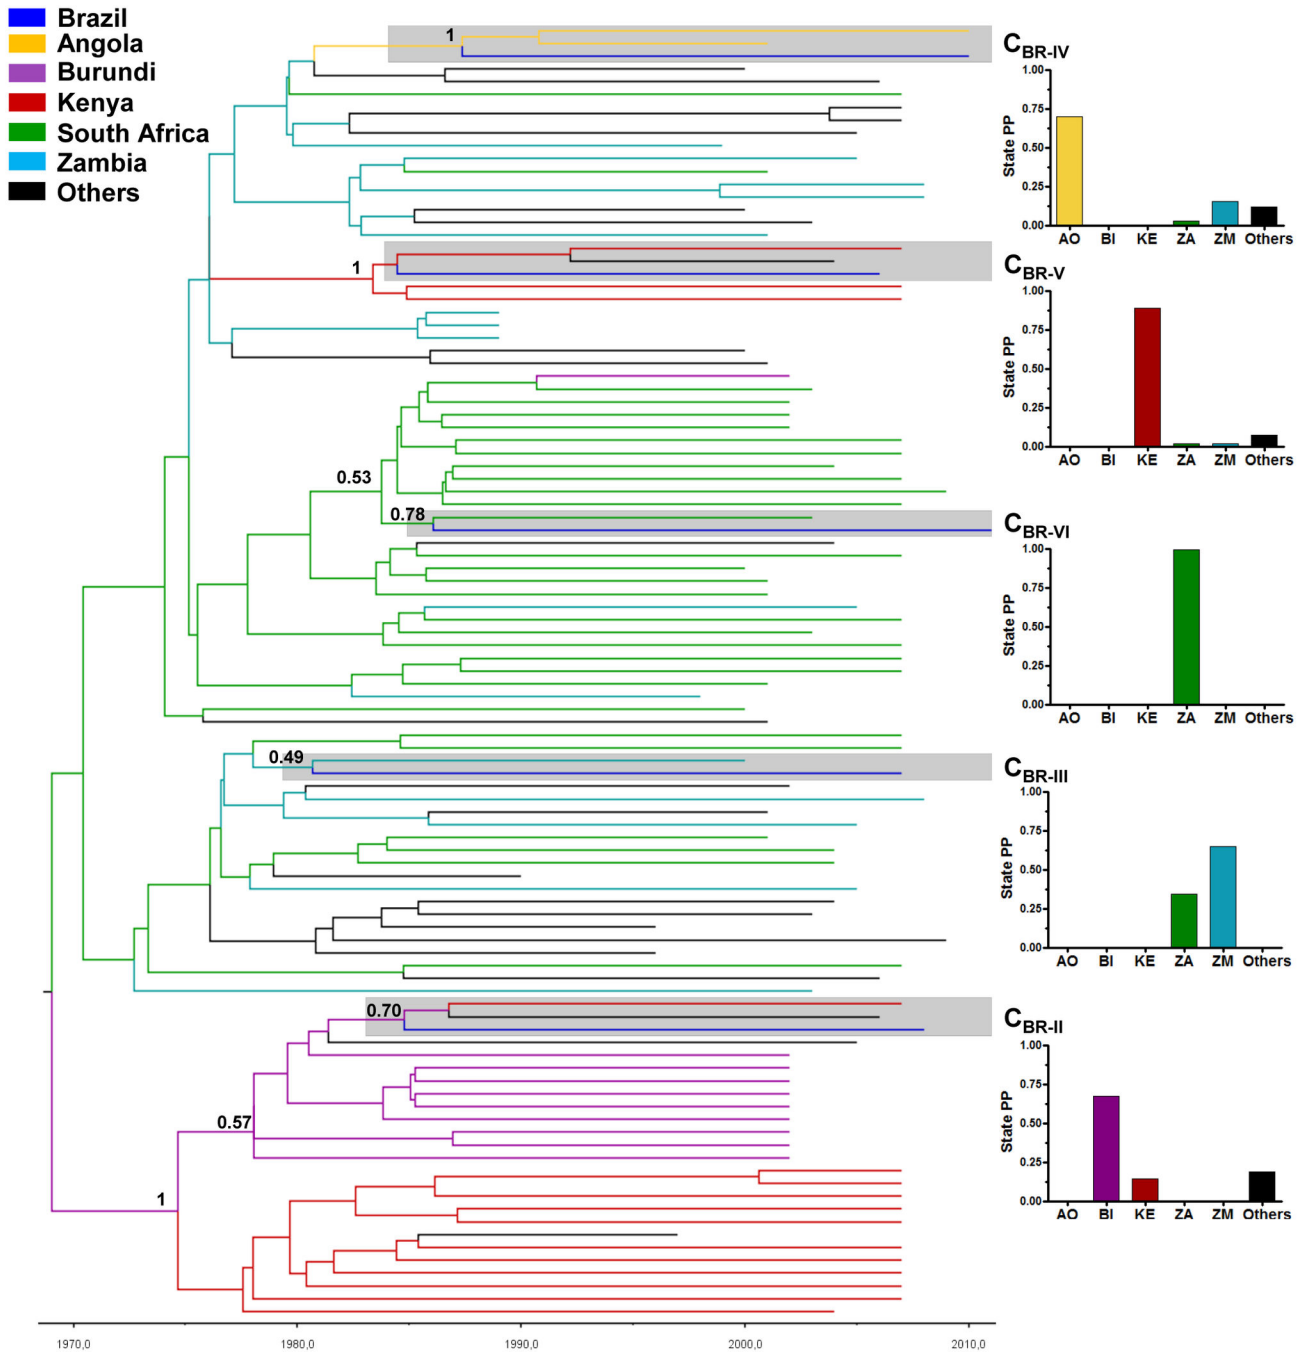 Brazil
Angola
Burundi
Kenya
South Africa
Zambia
Others
1
1
0.53
0.78
0.49
0.70
0.57
1
1970,0 1980,0 1990,0 2000,0 2010,0
CBR-IV
1.00
0.75
0.50
0.25
0.00
State PP
AO BI KE ZA ZM Others
CBR-V
1.00
0.75
0.50
0.25
0.00
State PP
AO BI KE ZA ZM Others
CBR-VI
1.00
0.75
0.50
0.25
0.00
State PP
AO BI KE ZA ZM Others
CBR-III
1.00
0.75
0.50
0.25
0.00
State PP
AO BI KE ZA ZM Others
CBR-II
1.00
0.75
0.50
0.25
0.00
State PP
AO BI KE ZA ZM Others